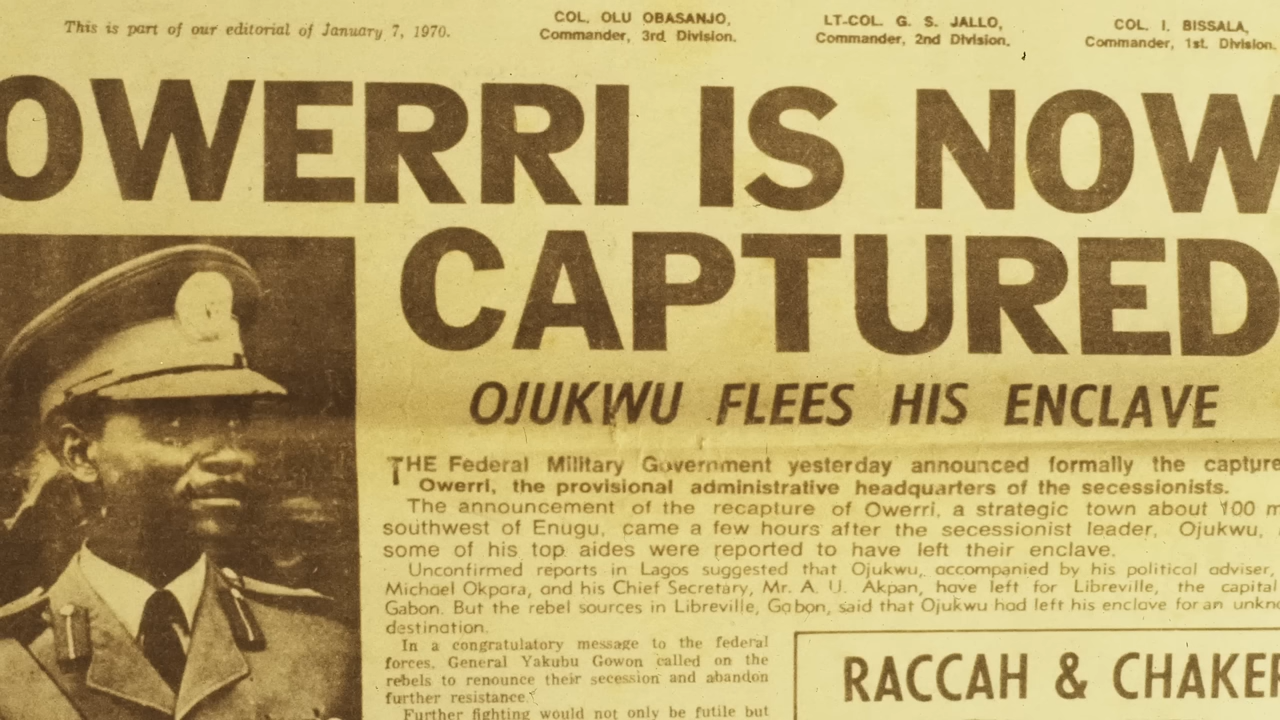 This is part of our editorial of January 7, 1970.
COL. OLU OBASANJO,
Commander, 3rd. Division.
LT-COL. G. S. JALLO,
Commander, 2nd Division.
COL. I. BISSALA,
Commander, 1st. Division.
OWERRI IS NOW
CAPTURED
OJUKWU FLEES HIS ENCLAVE
THE Federal Military Government yesterday announced formally the capture
Owerri, the provisional administrative headquarters of the secessionists.
The announcement of the recapture of Owerri, a strategic town about 100 m
southwest of Enugu, came a few hours after the secessionist leader, Ojukwu,
some of his top aides were reported to have left their enclave.
Unconfirmed reports in Lagos suggested that Ojukwu, accompanied by his political adviser,
Michael Okpara, and his Chief Secretary, Mr. A. U. Akpan, have left for Libreville, the capital
Gabon. But the rebel sources in Libreville, Gabon, said that Ojukwu had left his enclave for an unkno
destination.
In a congratulatory message to the federal
forces, General Yakubu Gowon called on the
rebels to renounce their secession and abandon
further resistance.
Further fighting would not only be futile but
RACCAH & CHAKER